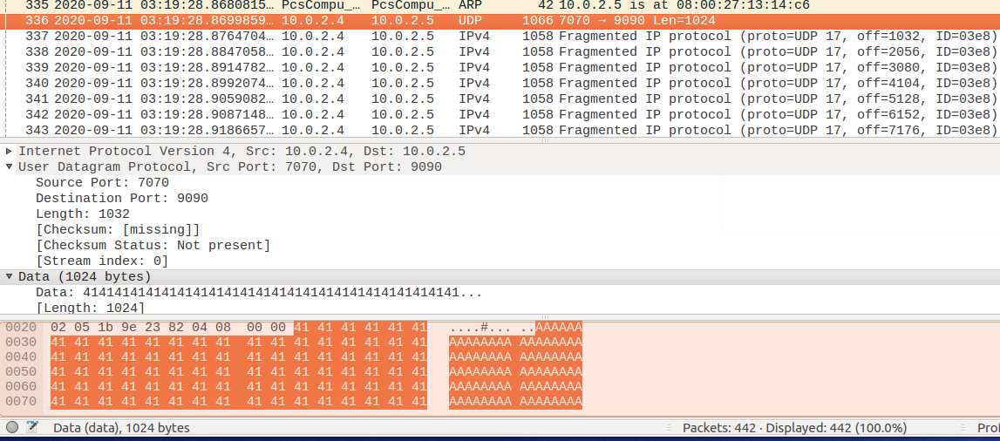 335 2020-09-11 03:19:28.8680815… PcsCompu_… PcsCompu_… ARP 42 10.0.2.5 is at 08:00:27:13:14:c6
336 2020-09-11 03:19:28.8699859… 10.0.2.4 10.0.2.5 UDP 1066 7070 → 9090 Len=1024
337 2020-09-11 03:19:28.8764704… 10.0.2.4 10.0.2.5 IPv4 1058 Fragmented IP protocol (proto=UDP 17, off=1032, ID=03e8)
338 2020-09-11 03:19:28.8847058… 10.0.2.4 10.0.2.5 IPv4 1058 Fragmented IP protocol (proto=UDP 17, off=2056, ID=03e8)
339 2020-09-11 03:19:28.8914782… 10.0.2.4 10.0.2.5 IPv4 1058 Fragmented IP protocol (proto=UDP 17, off=3080, ID=03e8)
340 2020-09-11 03:19:28.8992074… 10.0.2.4 10.0.2.5 IPv4 1058 Fragmented IP protocol (proto=UDP 17, off=4104, ID=03e8)
341 2020-09-11 03:19:28.9059082… 10.0.2.4 10.0.2.5 IPv4 1058 Fragmented IP protocol (proto=UDP 17, off=5128, ID=03e8)
342 2020-09-11 03:19:28.9087148… 10.0.2.4 10.0.2.5 IPv4 1058 Fragmented IP protocol (proto=UDP 17, off=6152, ID=03e8)
343 2020-09-11 03:19:28.9186657… 10.0.2.4 10.0.2.5 IPv4 1058 Fragmented IP protocol (proto=UDP 17, off=7176, ID=03e8)
Internet Protocol Version 4, Src: 10.0.2.4, Dst: 10.0.2.5
User Datagram Protocol, Src Port: 7070, Dst Port: 9090
Source Port: 7070
Destination Port: 9090
Length: 1032
[Checksum: [missing]]
[Checksum Status: Not present]
[Stream index: 0]
Data (1024 bytes)
Data: 414141414141414141414141414141414141414141414141...
[Length: 1024]
0020 02 05 1b 9e 23 82 04 08 00 00 41 41 41 41 41 41 ....#... ..AAAAAA
0030 41 41 41 41 41 41 41 41 41 41 41 41 41 41 41 41 AAAAAAAA AAAAAAAA
0040 41 41 41 41 41 41 41 41 41 41 41 41 41 41 41 41 AAAAAAAA AAAAAAAA
0050 41 41 41 41 41 41 41 41 41 41 41 41 41 41 41 41 AAAAAAAA AAAAAAAA
0060 41 41 41 41 41 41 41 41 41 41 41 41 41 41 41 41 AAAAAAAA AAAAAAAA
0070 41 41 41 41 41 41 41 41 41 41 41 41 41 41 41 41 AAAAAAAA AAAAAAAA
Data (data), 1024 bytes Packets: 442 · Displayed: 442 (100.0%)